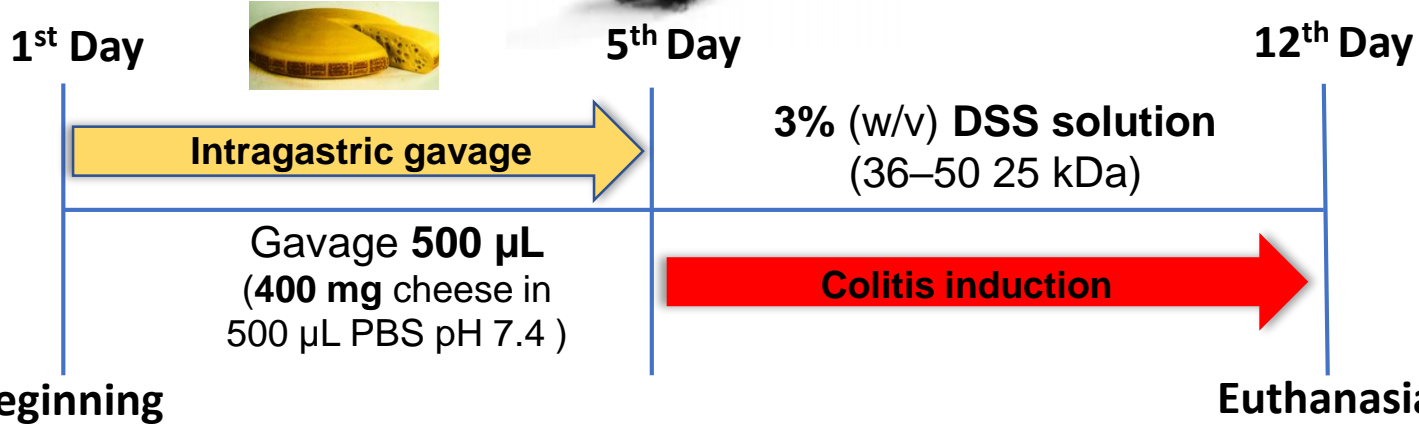 1st Day
5th Day
12th Day
Intragastric gavage
3% (w/v) DSS solution
(36–50 25 kDa)
Gavage 500 µL
(400 mg cheese in
500 µL PBS pH 7.4 )
Colitis induction
eginning
Euthanasia